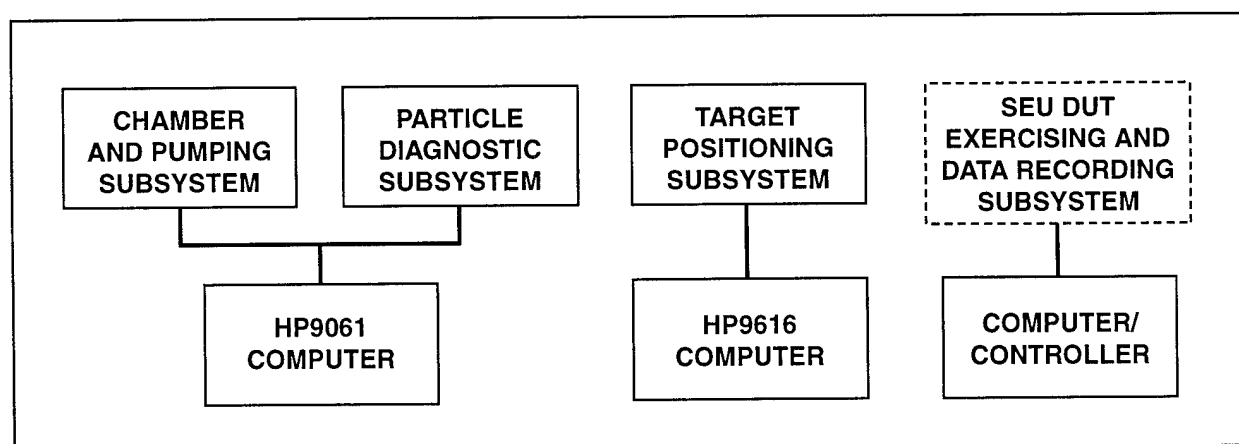 CHAMBER
AND PUMPING
SUBSYSTEM
PARTICLE
DIAGNOSTIC
SUBSYSTEM
TARGET
POSITIONING
SUBSYSTEM
SEU DUT
EXERCISING AND
DATA RECORDING
SUBSYSTEM
HP9061
COMPUTER
HP9616
COMPUTER
COMPUTER/
CONTROLLER